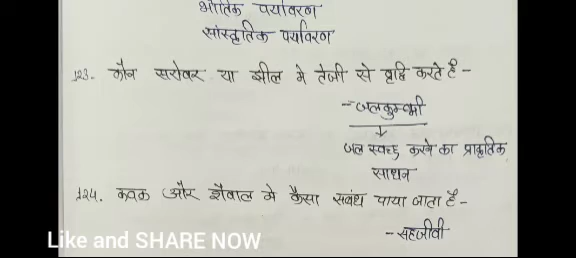 भौतिक पर्यावरण
सांस्कृतिक पर्यावरण
123. कौन सरोवर या झील मे तेजी से वृद्धि करते है -
- जलकुम्भी
↓
जल स्वच्छ करने का प्राकृतिक
साधन
124. कवक और शैवाल मे कैसा संबंध पाया जाता है -
- सहजीवी
Like and SHARE NOW